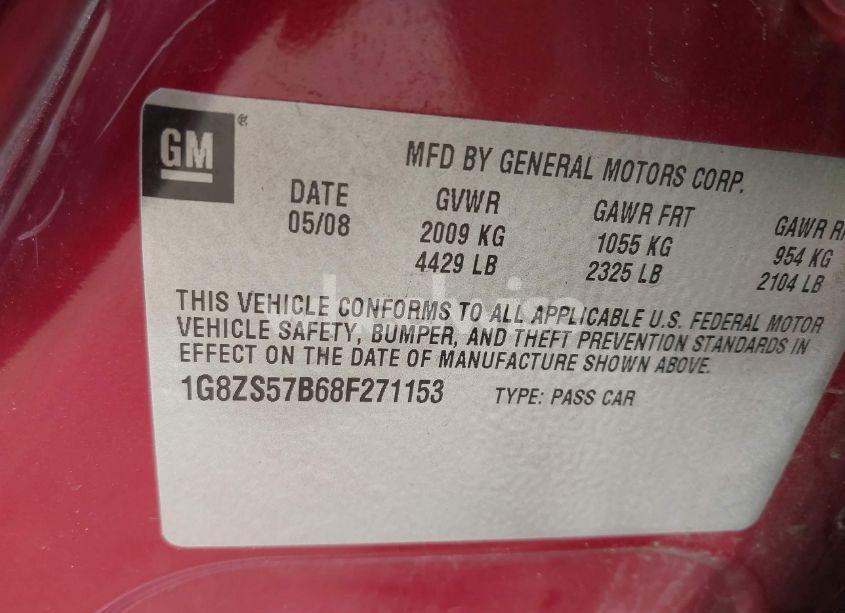 GM
MFD BY GENERAL MOTORS CORP.
DATE GVWR GAWR FRT GAWR
05/08 2009 KG 1055 KG 954 KG
4429 LB 2325 LB 2104 LB
THIS VEHICLE CONFORMS TO ALL APPLICABLE U.S. FEDERAL MOTOR
VEHICLE SAFETY, BUMPER, AND THEFT PREVENTION STANDARDS IN
EFFECT ON THE DATE OF MANUFACTURE SHOWN ABOVE.
1G8ZS57B68F271153 TYPE: PASS CAR